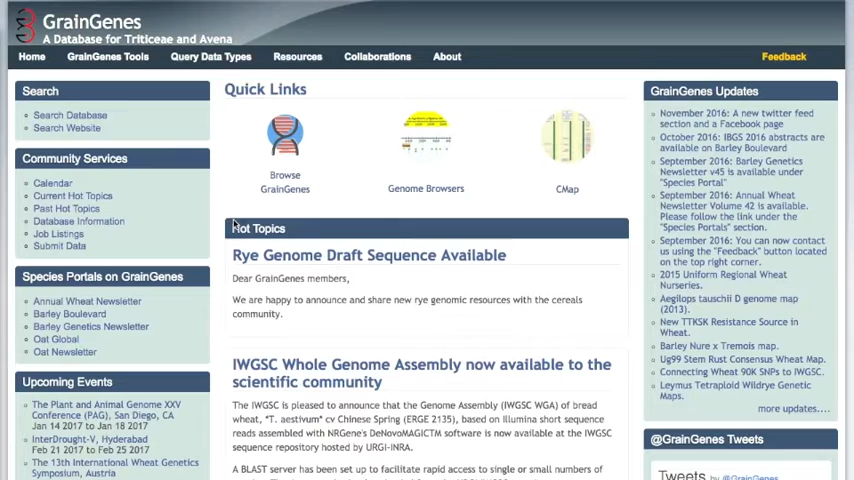 GrainGenes
A Database for Triticeae and Avena
Home
GrainGenes Tools
Query Data Types
Resources
Collaborations
About
Feedback
Search
Search Database
Search Website
Community Services
Calendar
Current Hot Topics
Past Hot Topics
Database Information
Job Listings
Submit Data
Species Portals on GrainGenes
Annual Wheat Newsletter
Barley Boulevard
Barley Genetics Newsletter
Oat Global
Oat Newsletter
Upcoming Events
The Plant and Animal Genome XXV
Conference (PAG), San Diego, CA
Jan 14 2017 to Jan 18 2017
InterDrought-V, Hyderabad
Feb 21 2017 to Feb 25 2017
The 13th International Wheat Genetics
Symposium, Austria
Quick Links
Browse
GrainGenes
Genome Browsers
CMap
Hot Topics
Rye Genome Draft Sequence Available
Dear GrainGenes members,
We are happy to announce and share new rye genomic resources with the cereals
community.
IWGSC Whole Genome Assembly now available to the
scientific community
The IWGSC is pleased to announce that the Genome Assembly (IWGSC WGA) of bread
wheat, *T. aestivum* cv Chinese Spring (ERGE 2135), based on Illumina short sequence
reads assembled with NRGene's DeNovoMAGICTM software is now available at the IWGSC
sequence repository hosted by URGI-INRA.
A BLAST server has been set up to facilitate rapid access to single or small numbers of
GrainGenes Updates
November 2016: A new twitter feed
section and a Facebook page
October 2016: IBGS 2016 abstracts are
available on Barley Boulevard
September 2016: Barley Genetics
Newsletter v45 is available under
"Species Portal"
September 2016: Annual Wheat
Newsletter Volume 42 is available.
Please follow the link under the
"Species Portals" section.
September 2016: You can now contact
us using the "Feedback" button located
on the top right corner.
2015 Uniform Regional Wheat
Nurseries.
Aegilops tauschii D genome map
(2013).
New TTKSK Resistance Source in
Wheat.
Barley Nure x Tremois map.
Ug99 Stem Rust Consensus Wheat Map.
Connecting Wheat 90K SNPs to IWGSC.
Leymus Tetraploid Wildrye Genetic
Maps.
more updates....
@GrainGenes Tweets
Tweets by @GrainGenes